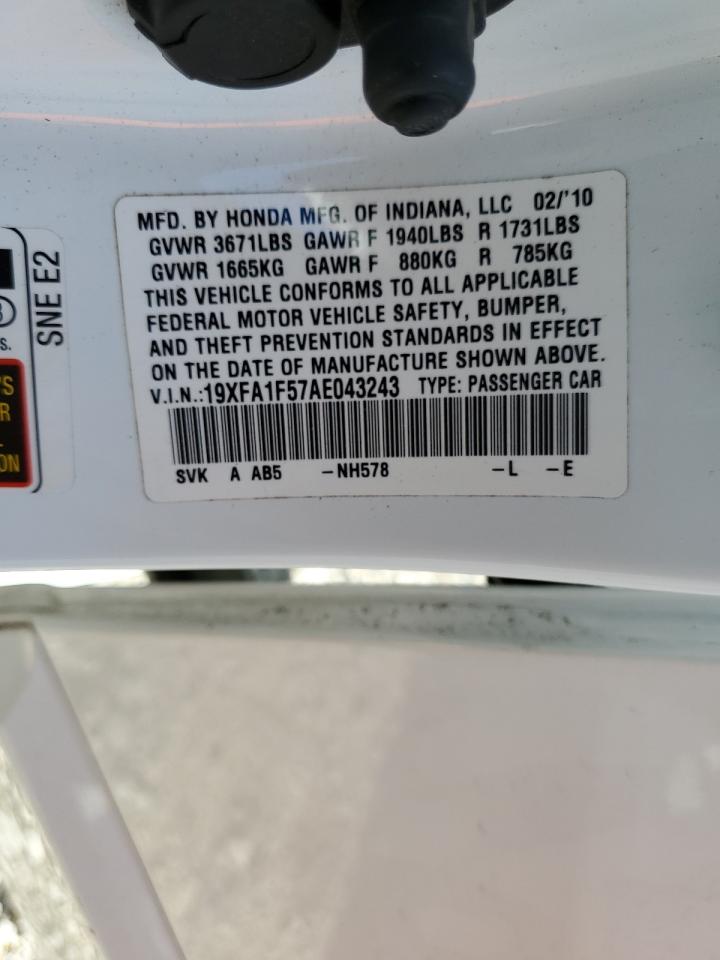 MFD. BY HONDA MFG. OF INDIANA, LLC 02/'10
GVWR 3671LBS GAWR F 1940LBS R 1731LBS
GVWR 1665KG GAWR F 880KG R 785KG
THIS VEHICLE CONFORMS TO ALL APPLICABLE
FEDERAL MOTOR VEHICLE SAFETY, BUMPER,
AND THEFT PREVENTION STANDARDS IN EFFECT
ON THE DATE OF MANUFACTURE SHOWN ABOVE.
V.I.N.:19XFA1F57AE043243 TYPE: PASSENGER CAR
SVK A AB5 -NH578 -L -E
SNE E2